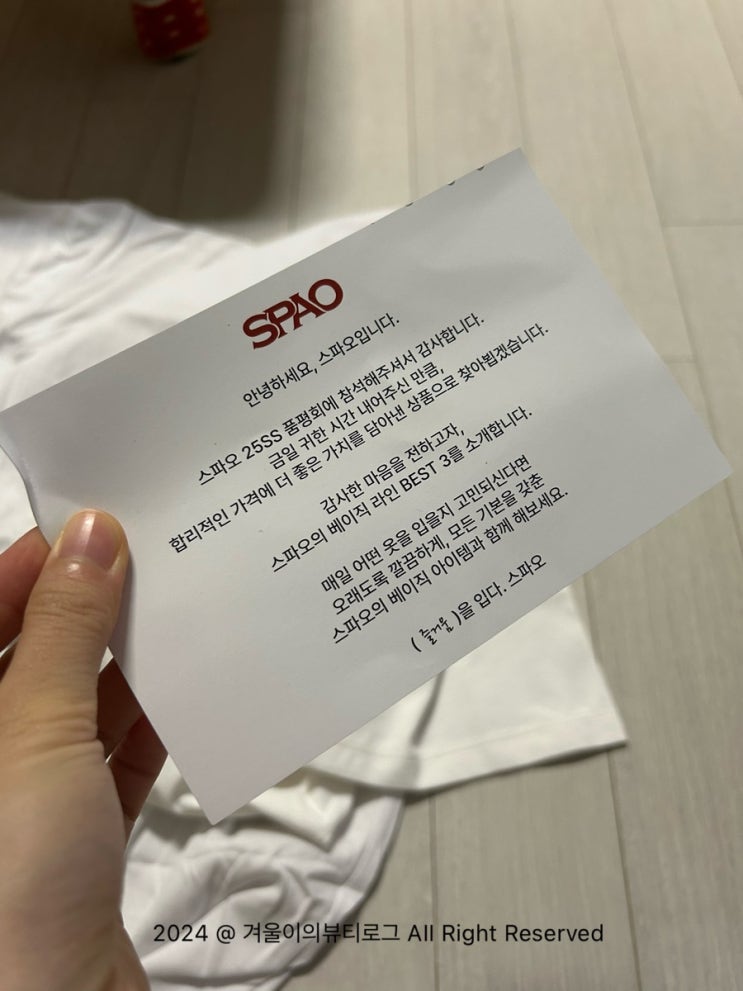 SPAO
안녕하세요, 스파오입니다.
스파오 25SS 품평회에 참석해주셔서 감사합니다.
금일 귀한 시간 내어주신 만큼,
합리적인 가격에 더 좋은 가치를 담아낸 상품으로 찾아뵙겠습니다.
감사한 마음을 전하고자,
스파오의 베이직 라인 BEST 3를 소개합니다.
매일 어떤 옷을 입을지 고민되신다면
오래도록 깔끔하게, 모든 기본을 갖춘
스파오의 베이직 아이템과 함께 해보세요.
(즐거움)을 입다. 스파오
2024 @ 겨울이의뷰티로그 All Right Reserved